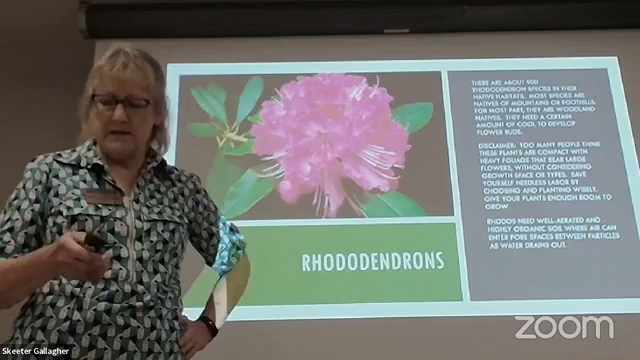 THERE ARE ABOUT 900
RHODODENDRON SPECIES IN THEIR
NATIVE HABITATS. MOST SPECIES ARE
NATIVES OF MOUNTAINS OR FOOTHILLS.
FOR MOST PART, THEY ARE WOODLAND
NATIVES. THEY NEED A CERTAIN
AMOUNT OF COOL TO DEVELOP
FLOWER BUDS.
DISCLAIMER: TOO MANY PEOPLE THINK
THESE PLANTS ARE COMPACT WITH
HEAVY FOLIAGE THAT BEAR LARGE
FLOWERS, WITHOUT CONSIDERING
GROWTH SPACE OR TYPES. SAVE
YOURSELF NEEDLESS LABOR BY
CHOOSING AND PLANTING WISELY.
GIVE YOUR PLANTS ENOUGH ROOM TO
GROW.
RHODOS NEED WELL-AERATED AND
HIGHLY ORGANIC SOIL WHERE AIR CAN
ENTER PORE SPACES BETWEEN PARTICLES
AS WATER DRAINS OUT.
RHODODENDRONS
zoom
Skeeter Gallagher